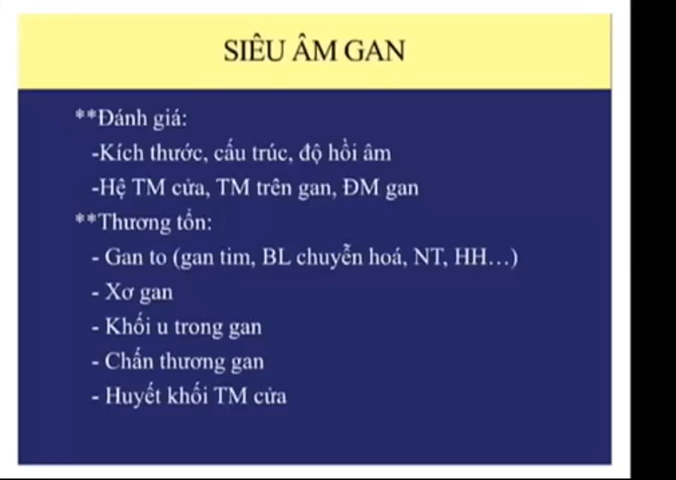 SIÊU ÂM GAN
**Đánh giá:
-Kích thước, cấu trúc, độ hồi âm
-Hệ TM cửa, TM trên gan, ĐM gan
**Thương tổn:
- Gan to (gan tim, BL chuyễn hoá, NT, HH...)
- Xơ gan
- Khối u trong gan
- Chấn thương gan
- Huyết khối TM cửa